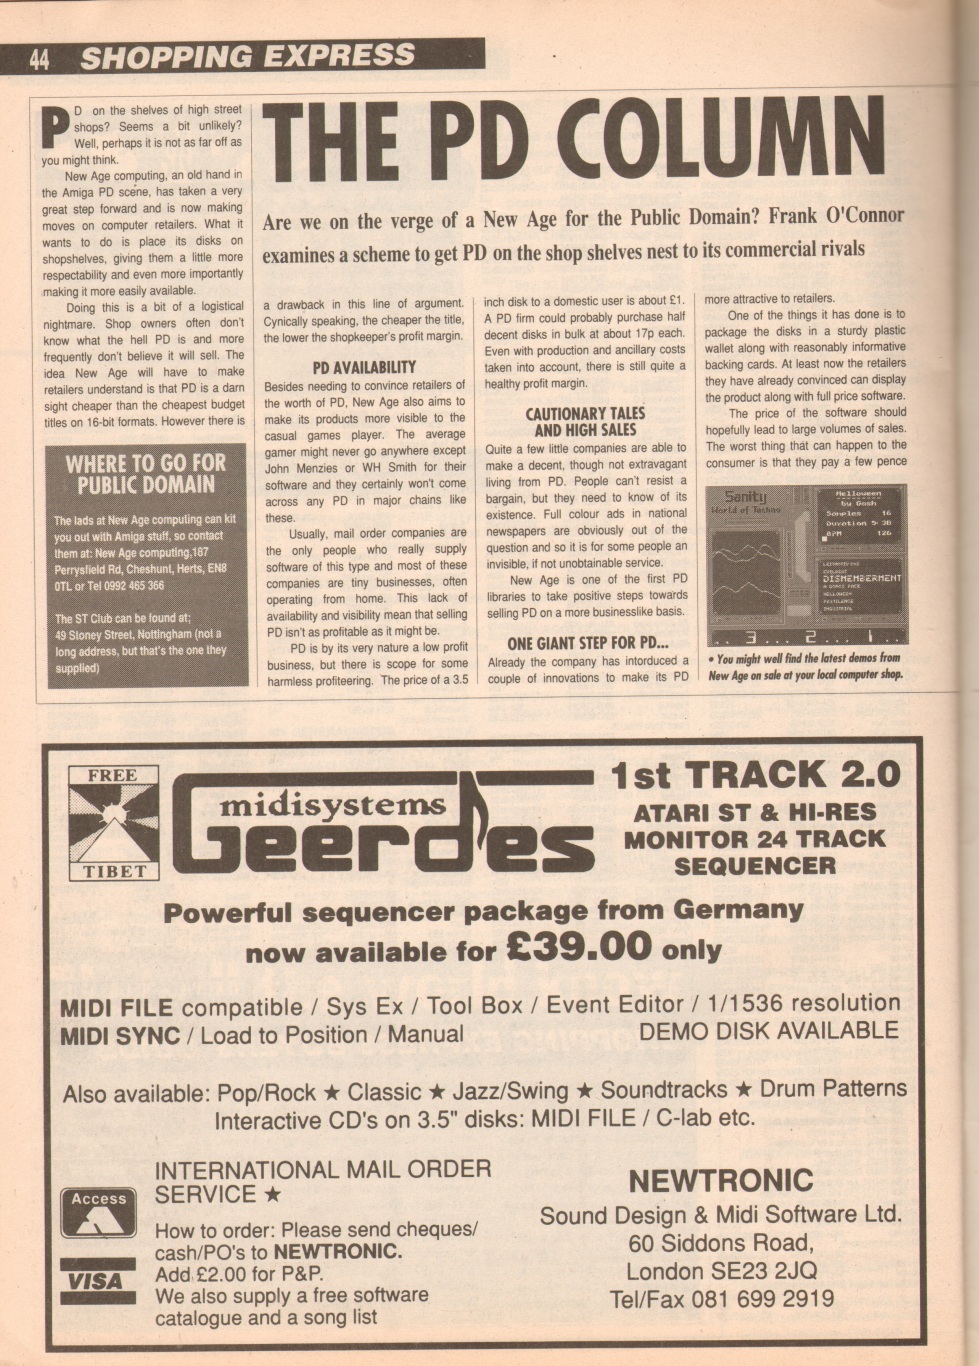 44 SHOPPING EXPRESS
THE PD COLUMN
Are we on the verge of a New Age for the Public Domain? Frank O'Connor
examines a scheme to get PD on the shop shelves nest to its commercial rivals
PD on the shelves of high street
shops? Seems a bit unlikely?
Well, perhaps it is not as far off as
you might think.
New Age computing, an old hand in
the Amiga PD scene, has taken a very
great step forward and is now making
moves on computer retailers. What it
wants to do is place its disks on
shopshelves, giving them a little more
respectability and even more importantly
making it more easily available.
Doing this is a bit of a logistical
nightmare. Shop owners often don't
know what the hell PD is and more
frequently don't believe it will sell. The
idea New Age will have to make
retailers understand is that PD is a darn
sight cheaper than the cheapest budget
titles on 16-bit formats. However there is
WHERE TO GO FOR
PUBLIC DOMAIN
The lads at New Age computing can kit
you out with Amiga stuff, so contact
them at: New Age computing,187
Perrysfield Rd, Cheshunt, Herts, EN8
0TL or Tel 0992 465 366
The ST Club can be found at;
49 Stoney Street, Nottingham (not a
long address, but that's the one they
supplied)
a drawback in this line of argument.
Cynically speaking, the cheaper the title,
the lower the shopkeeper's profit margin.
PD AVAILABILITY
Besides needing to convince retailers of
the worth of PD, New Age also aims to
make its products more visible to the
casual games player. The average
gamer might never go anywhere except
John Menzies or WH Smith for their
software and they certainly won't come
across any PD in major chains like
these.
Usually, mail order companies are
the only people who really supply
software of this type and most of these
companies are tiny businesses, often
operating from home. This lack of
availability and visibility mean that selling
PD isn't as profitable as it might be.
PD is by its very nature a low profit
business, but there is scope for some
harmless profiteering. The price of a 3.5
inch disk to a domestic user is about £1.
A PD firm could probably purchase half
decent disks in bulk at about 17p each.
Even with production and ancillary costs
taken into account, there is still quite a
healthy profit margin.
CAUTIONARY TALES
AND HIGH SALES
Quite a few little companies are able to
make a decent, though not extravagant
living from PD. People can't resist a
bargain, but they need to know of its
existence. Full colour ads in national
newspapers are obviously out of the
question and so it is for some people an
invisible, if not unobtainable service.
New Age is one of the first PD
libraries to take positive steps towards
selling PD on a more businesslike basis.
ONE GIANT STEP FOR PD...
Already the company has intorduced a
couple of innovations to make its PD
more attractive to retailers.
One of the things it has done is to
package the disks in a sturdy plastic
wallet along with reasonably informative
backing cards. At least now the retailers
they have already convinced can display
the product along with full price software.
The price of the software should
hopefully lead to large volumes of sales.
The worst thing that can happen to the
consumer is that they pay a few pence
Sanity
World of Techno
Helloween
by Gosh
Samples 16
Duration 5:30
BPM 126
DISMEMBERMENT
A GAMES FACE
HELLOWEEN
PESTILENCE
INDUSTRIAL
.. 3 ... 2 ... 1 ..
• You might well find the latest demos from
New Age on sale at your local computer shop.
FREE
TIBET
midisystems
Geerdes
1st TRACK 2.0
ATARI ST & HI-RES
MONITOR 24 TRACK
SEQUENCER
Powerful sequencer package from Germany
now available for £39.00 only
MIDI FILE compatible / Sys Ex / Tool Box / Event Editor / 1/1536 resolution
MIDI SYNC / Load to Position / Manual DEMO DISK AVAILABLE
Also available: Pop/Rock ★ Classic ★ Jazz/Swing ★ Soundtracks ★ Drum Patterns
Interactive CD's on 3.5" disks: MIDI FILE / C-lab etc.
Access
VISA
INTERNATIONAL MAIL ORDER
SERVICE ★
How to order: Please send cheques/
cash/PO's to NEWTRONIC.
Add £2.00 for P&P.
We also supply a free software
catalogue and a song list
NEWTRONIC
Sound Design & Midi Software Ltd.
60 Siddons Road,
London SE23 2JQ
Tel/Fax 081 699 2919